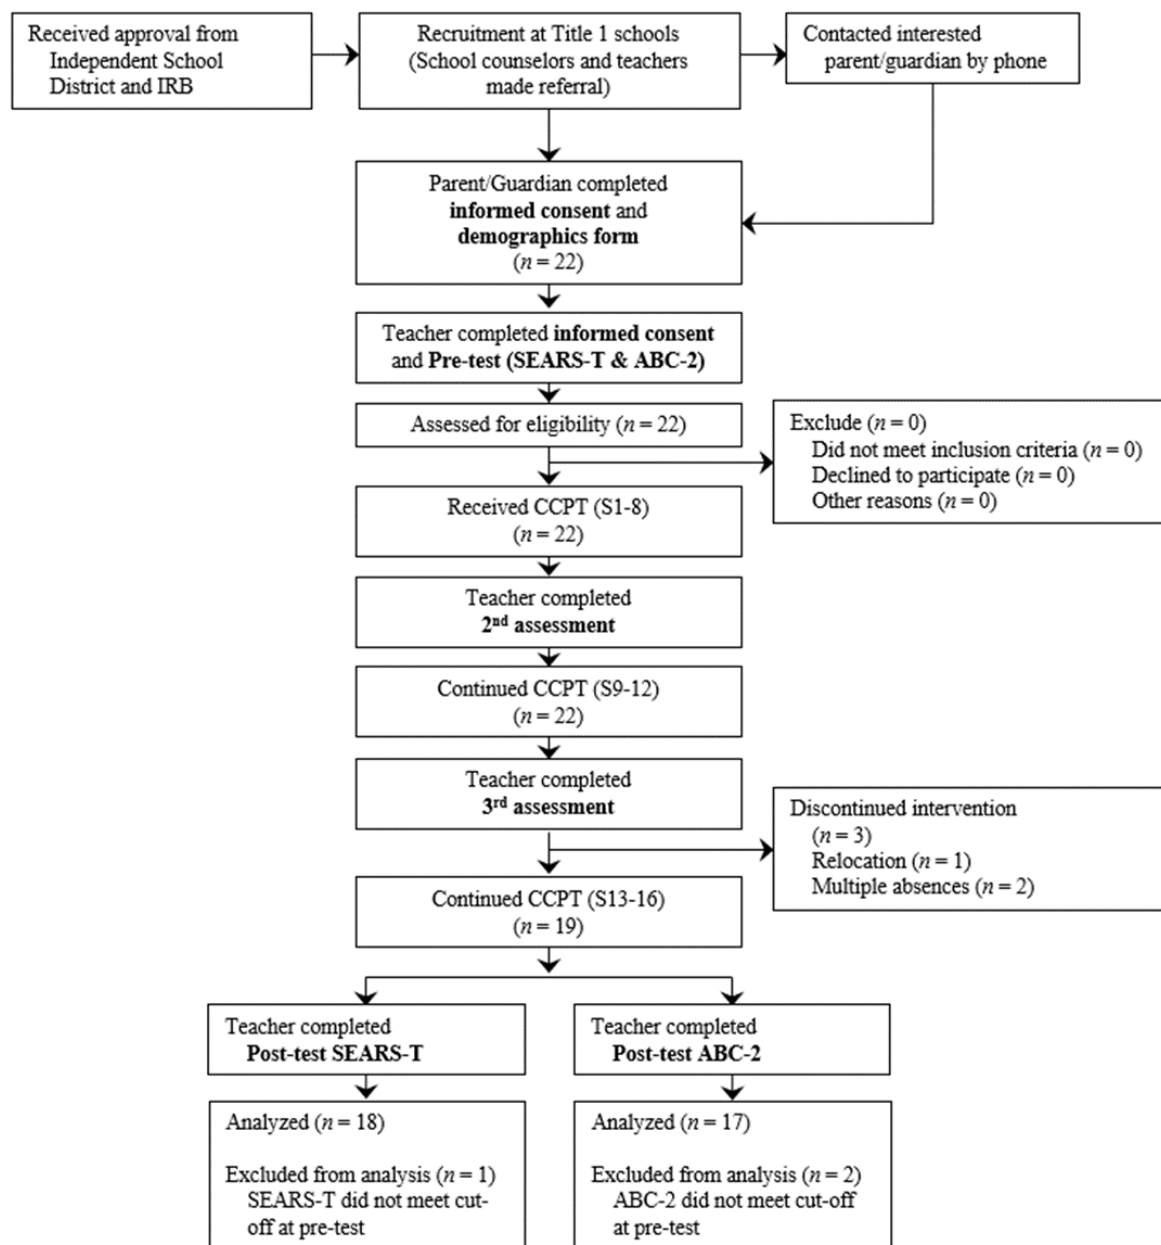 Received approval from
Independent School
District and IRB
Recruitment at Title 1 schools
(School counselors and teachers
made referral)
Contacted interested
parent/guardian by phone
Parent/Guardian completed
informed consent and
demographics form
(n = 22)
Teacher completed informed consent
and Pre-test (SEARS-T & ABC-2)
Assessed for eligibility (n = 22)
Exclude (n = 0)
Did not meet inclusion criteria (n = 0)
Declined to participate (n = 0)
Other reasons (n = 0)
Received CCPT (S1-8)
(n = 22)
Teacher completed
2nd assessment
Continued CCPT (S9-12)
(n = 22)
Teacher completed
3rd assessment
Discontinued intervention
(n = 3)
Relocation (n = 1)
Multiple absences (n = 2)
Continued CCPT (S13-16)
(n = 19)
Teacher completed
Post-test SEARS-T
Teacher completed
Post-test ABC-2
Analyzed (n = 18)
Excluded from analysis (n = 1)
SEARS-T did not meet cut-
off at pre-test
Analyzed (n = 17)
Excluded from analysis (n = 2)
ABC-2 did not meet cut-off
at pre-test